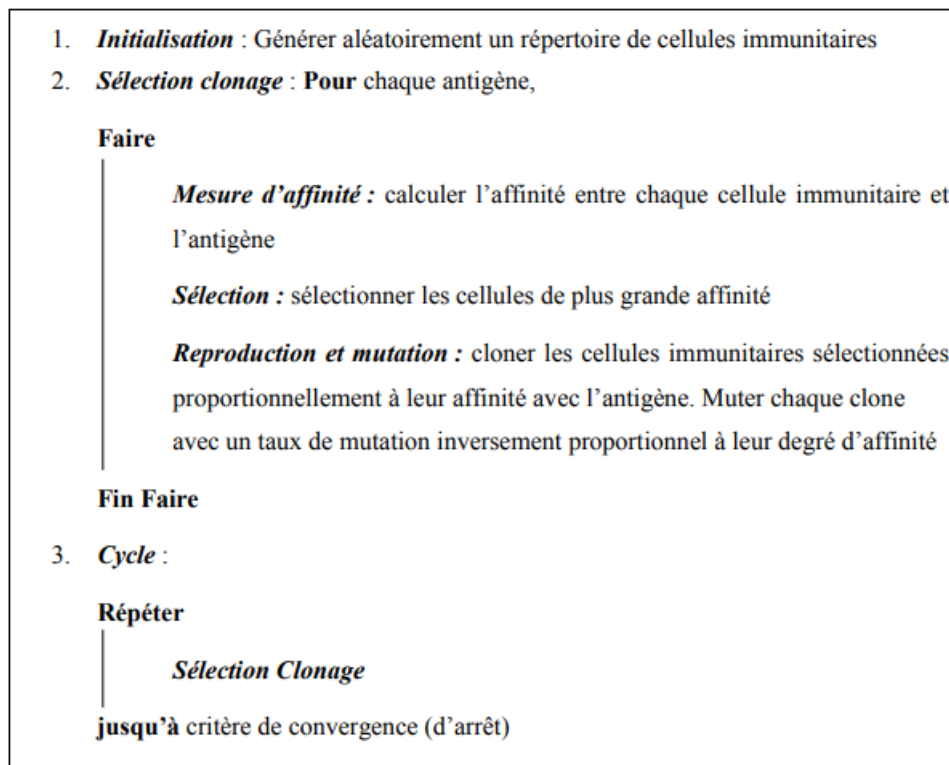 1. Initialisation : Générer aléatoirement un répertoire de cellules immunitaires
2. Sélection clonage : Pour chaque antigène,
Faire
Mesure d’affinité : calculer l’affinité entre chaque cellule immunitaire et
l’antigène
Sélection : sélectionner les cellules de plus grande affinité
Reproduction et mutation : cloner les cellules immunitaires sélectionnées
proportionnellement à leur affinité avec l’antigène. Muter chaque clone
avec un taux de mutation inversement proportionnel à leur degré d’affinité
Fin Faire
3. Cycle :
Répéter
Sélection Clonage
jusqu’à critère de convergence (d’arrêt)